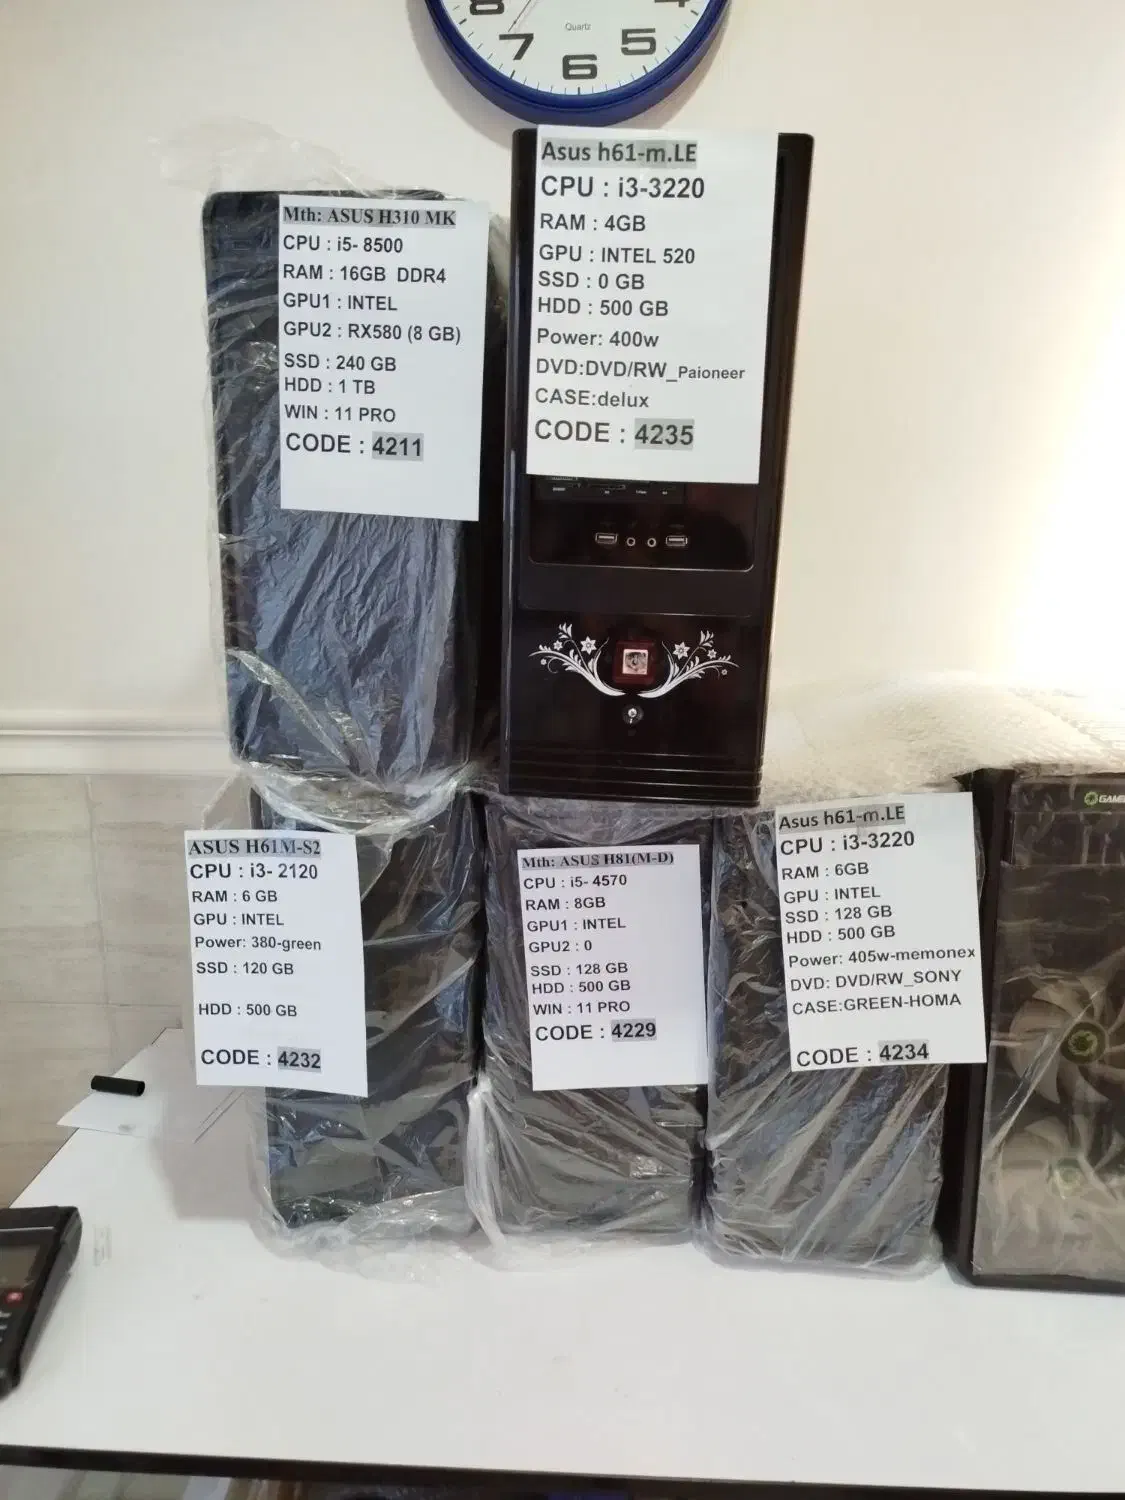 8 7 6 5 4
Quartz
Mth: ASUS H310 MK
CPU : i5- 8500
RAM : 16GB DDR4
GPU1 : INTEL
GPU2 : RX580 (8 GB)
SSD : 240 GB
HDD : 1 TB
WIN : 11 PRO
CODE : 4211
Asus h61-m.LE
CPU : i3-3220
RAM : 4GB
GPU : INTEL 520
SSD : 0 GB
HDD : 500 GB
Power: 400w
DVD:DVD/RW_Paioneer
CASE:delux
CODE : 4235
ASUS H61M-S2
CPU : i3- 2120
RAM : 6 GB
GPU : INTEL
Power: 380-green
SSD : 120 GB
HDD : 500 GB
CODE : 4232
Mth: ASUS H81(M-D)
CPU : i5- 4570
RAM : 8GB
GPU1 : INTEL
GPU2 : 0
SSD : 128 GB
HDD : 500 GB
WIN : 11 PRO
CODE : 4229
Asus h61-m.LE
CPU : i3-3220
RAM : 6GB
GPU : INTEL
SSD : 128 GB
HDD : 500 GB
Power: 405w-memonex
DVD: DVD/RW_SONY
CASE:GREEN-HOMA
CODE : 4234